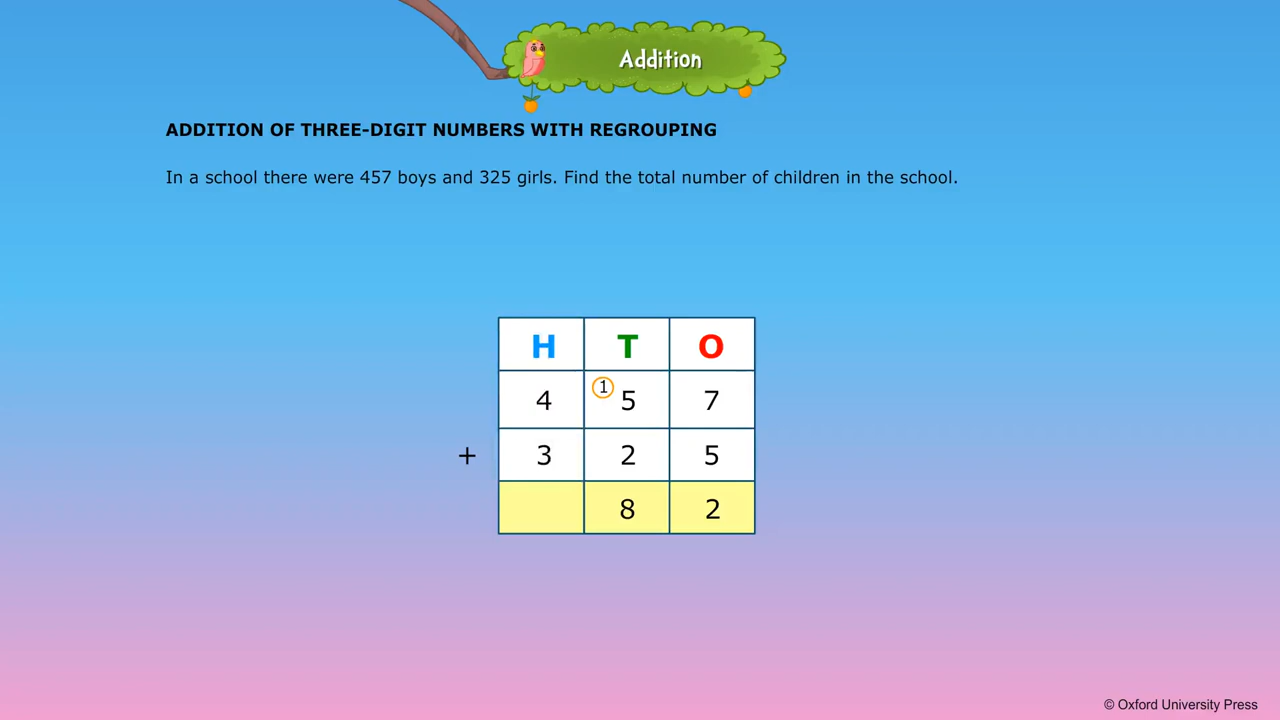 Addition
ADDITION OF THREE-DIGIT NUMBERS WITH REGROUPING
In a school there were 457 boys and 325 girls. Find the total number of children in the school.
H T O
4 1 5 7
+ 3 2 5
8 2
© Oxford University Press